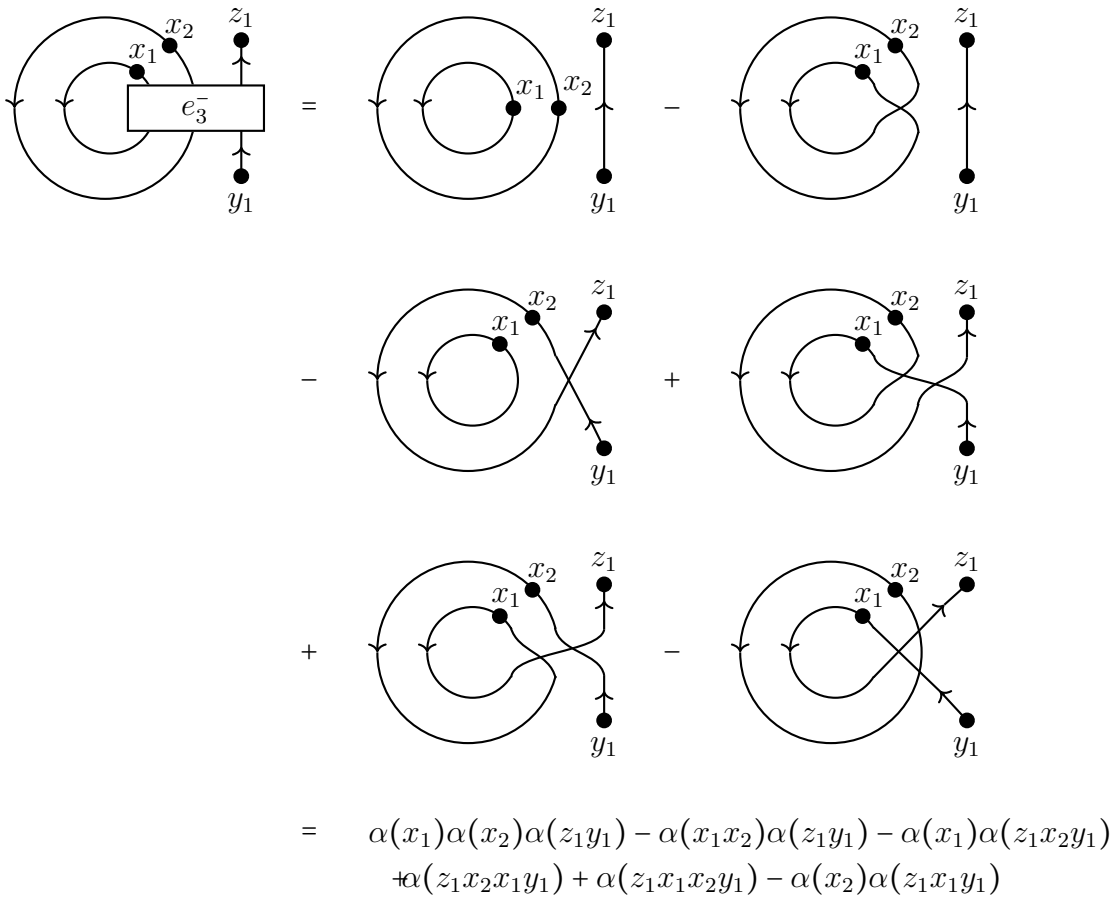 x₂ z₁ x₁ e₃⁻ y₁ = x₁ x₂ z₁ y₁ − x₂ x₁ z₁ y₁
− x₂ x₁ z₁ y₁ + x₂ x₁ z₁ y₁
+ x₂ x₁ z₁ y₁ − x₂ x₁ z₁ y₁
= α(x₁)α(x₂)α(z₁y₁) − α(x₁x₂)α(z₁y₁) − α(x₁)α(z₁x₂y₁)
+α(z₁x₂x₁y₁) + α(z₁x₁x₂y₁) − α(x₂)α(z₁x₁y₁)